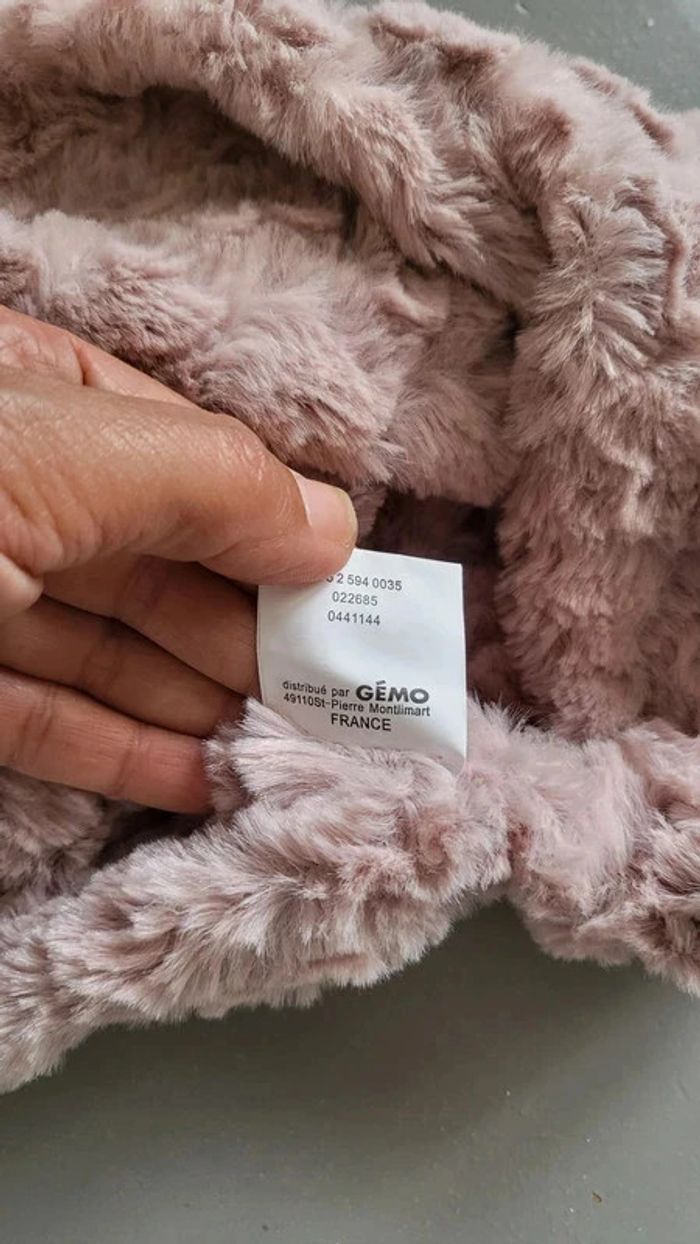 2 594 0035
022685
0441144
distribué par GÉMO
49110St-Pierre Montlimart
FRANCE